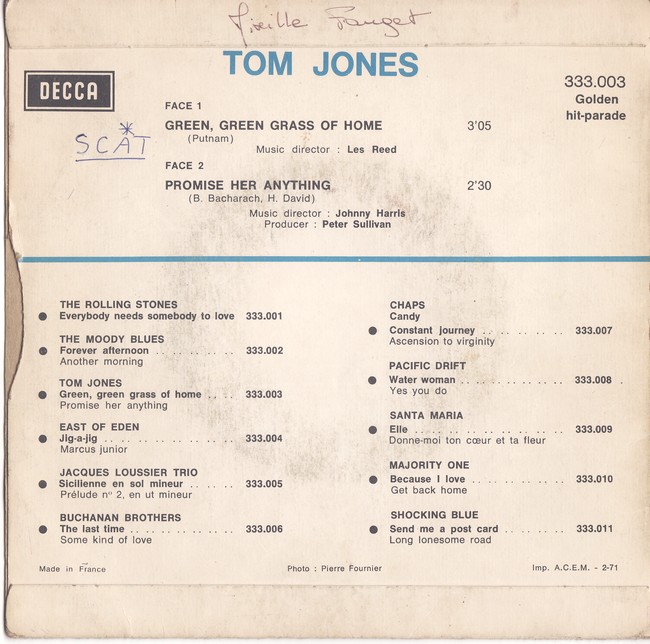 TOM JONES
DECCA
333.003
Golden
hit-parade
FACE 1
GREEN, GREEN GRASS OF HOME 3'05
(Putnam)
Music director : Les Reed
SCAT
FACE 2
PROMISE HER ANYTHING 2'30
(B. Bacharach, H. David)
Music director : Johnny Harris
Producer : Peter Sullivan
THE ROLLING STONES
Everybody needs somebody to love 333.001
THE MOODY BLUES
Forever afternoon . . . . . . . . 333.002
Another morning
TOM JONES
Green, green grass of home . . . . 333.003
Promise her anything
EAST OF EDEN
Jig-a-jig . . . . . . . . . . . . . 333.004
Marcus junior
JACQUES LOUSSIER TRIO
Sicilienne en sol mineur . . . . . 333.005
Prélude nº 2, en ut mineur
BUCHANAN BROTHERS
The last time . . . . . . . . . . 333.006
Some kind of love
CHAPS
Candy
Constant journey . . . . . . . . 333.007
Ascension to virginity
PACIFIC DRIFT
Water woman . . . . . . . . . . . 333.008
Yes you do
SANTA MARIA
Elle . . . . . . . . . . . . . . . 333.009
Donne-moi ton cœur et ta fleur
MAJORITY ONE
Because I love . . . . . . . . . 333.010
Get back home
SHOCKING BLUE
Send me a post card . . . . . . . 333.011
Long lonesome road
Made in France
Photo : Pierre Fournier
Imp. A.C.E.M. - 2-71